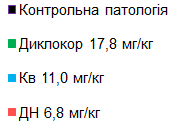 Контрольна патологія
Диклокор 17,8 мг/кг
Кв 11,0 мг/кг
ДН 6,8 мг/кг